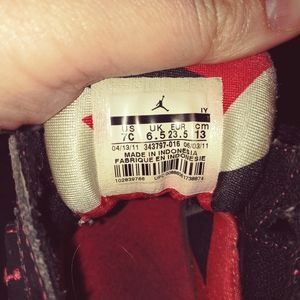 IY
US UK EUR cm
7C 6.5 23.5 13
04/13/11 343797-016 06/03/11
MADE IN INDONESIA
FABRIQUE EN INDONESIE